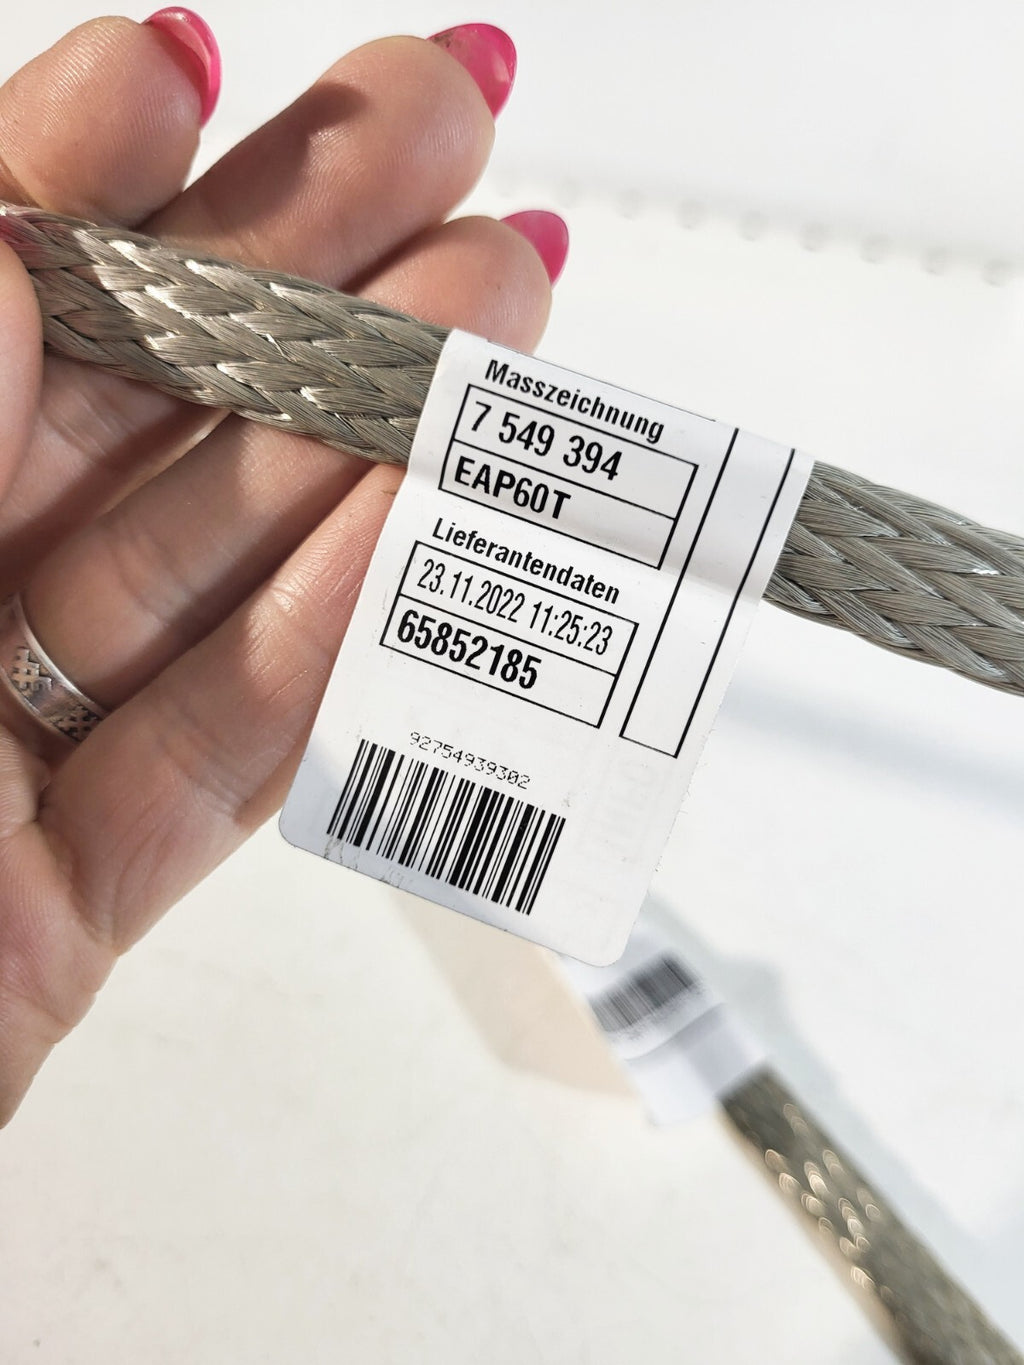 Masszeichnung
7 549 394
EAP60T
Lieferantendaten
23.11.2022 11:25:23
65852185
92754939302